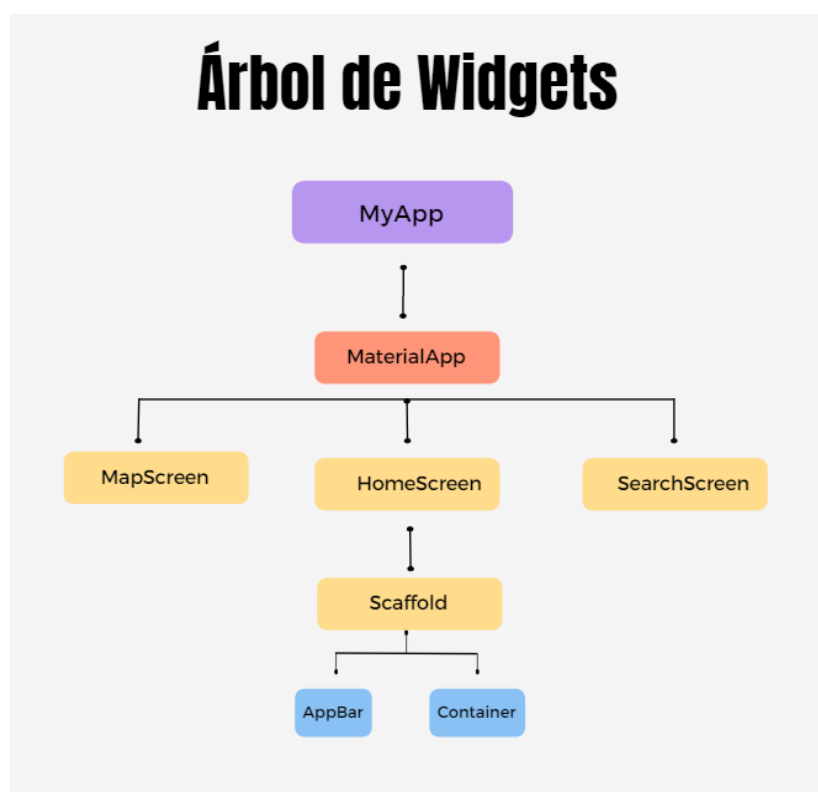 Árbol de Widgets
MyApp
MaterialApp
MapScreen
HomeScreen
SearchScreen
Scaffold
AppBar
Container